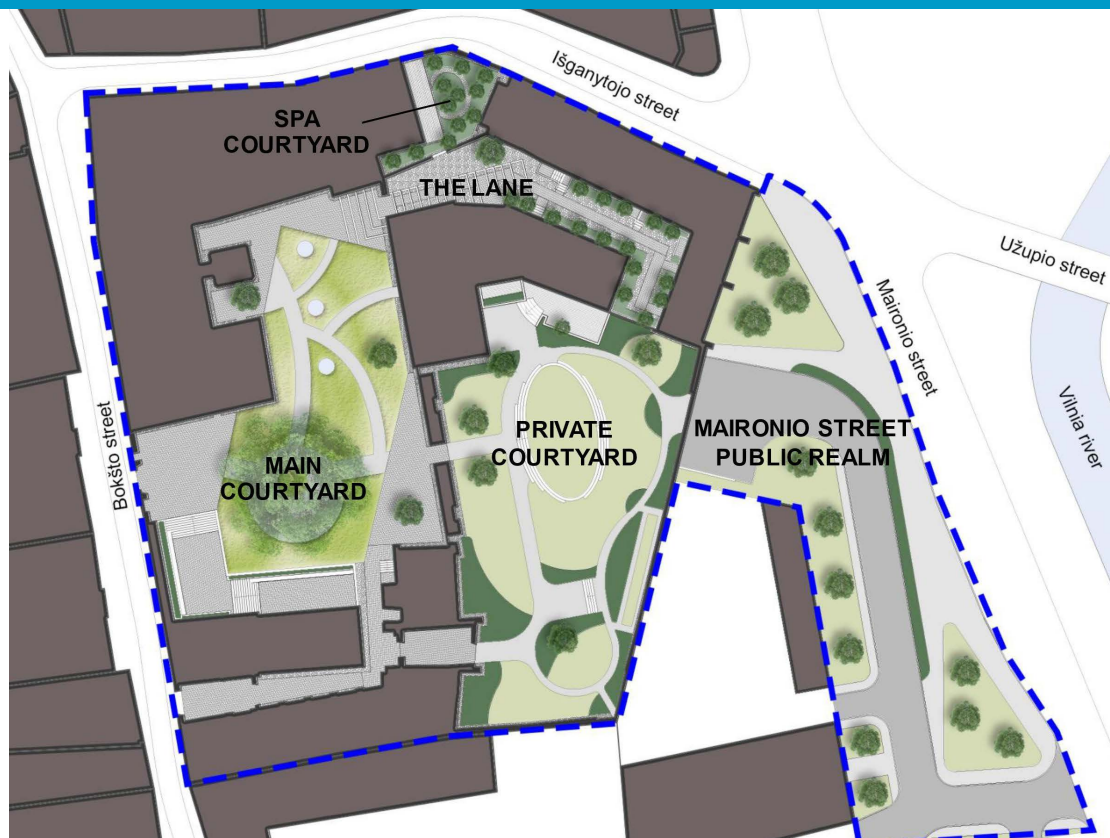 Išganytojo street
SPA
COURTYARD
THE LANE
Užupio street
Maironio street
Vilnia river
PRIVATE
COURTYARD
MAIRONIO STREET
PUBLIC REALM
MAIN
COURTYARD
Bokšto street